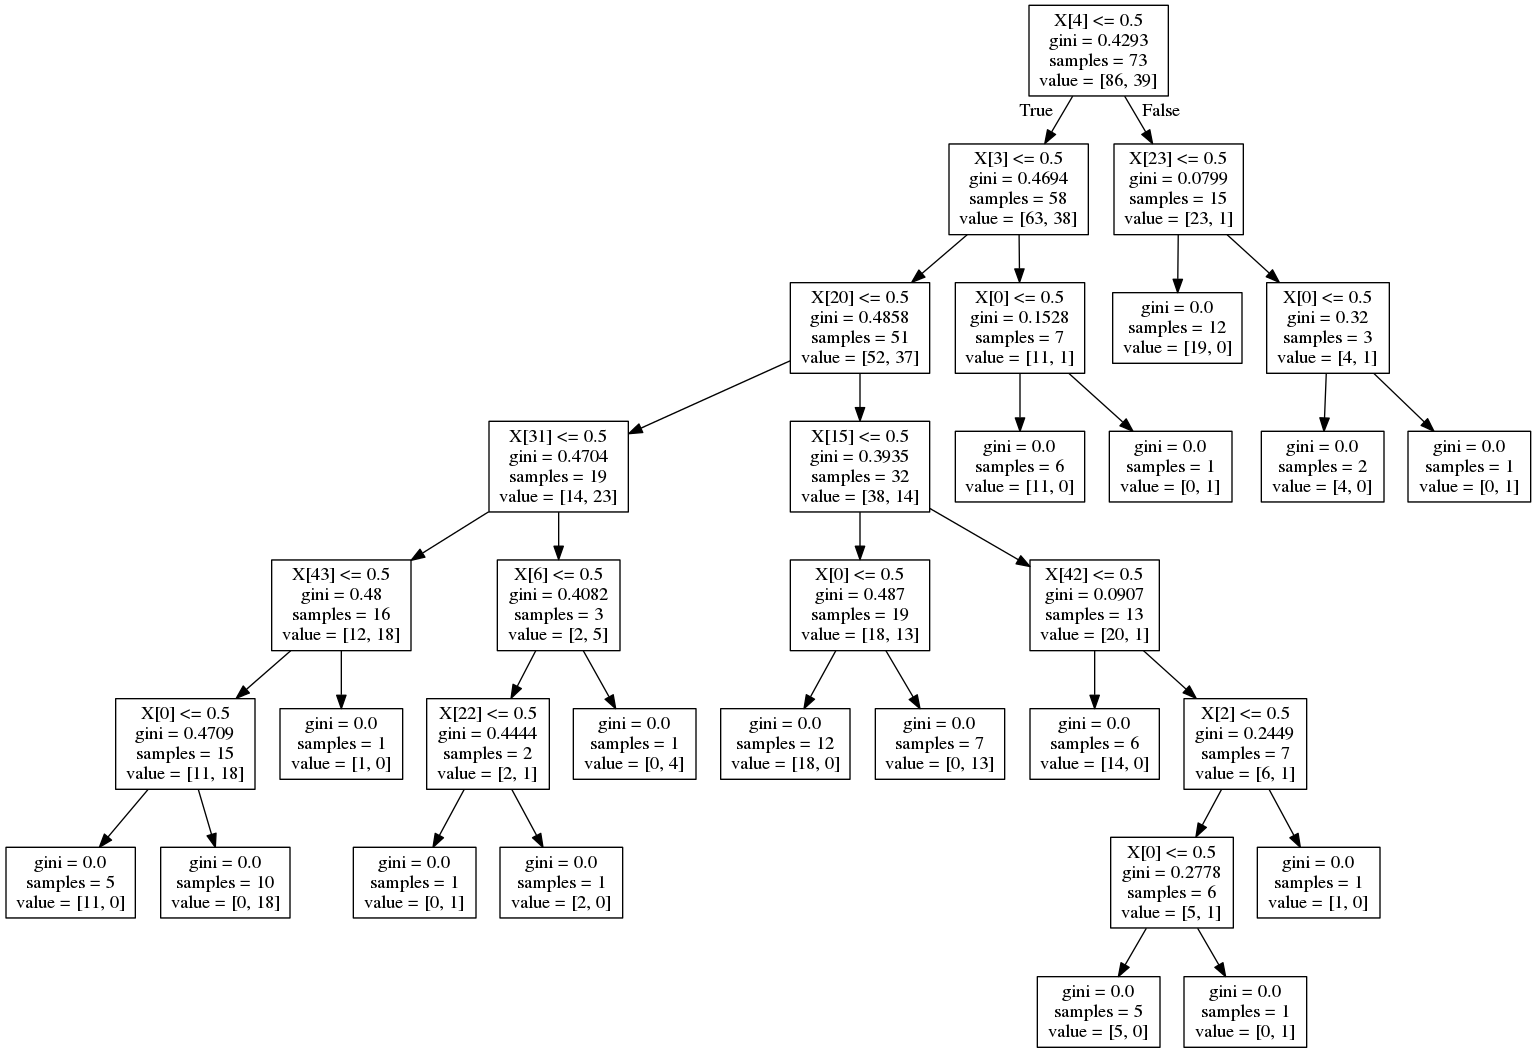 X[4] <= 0.5
gini = 0.4293
samples = 73
value = [86, 39]
True
False
X[3] <= 0.5
gini = 0.4694
samples = 58
value = [63, 38]
X[23] <= 0.5
gini = 0.0799
samples = 15
value = [23, 1]
X[20] <= 0.5
gini = 0.4858
samples = 51
value = [52, 37]
X[0] <= 0.5
gini = 0.1528
samples = 7
value = [11, 1]
gini = 0.0
samples = 12
value = [19, 0]
X[0] <= 0.5
gini = 0.32
samples = 3
value = [4, 1]
X[31] <= 0.5
gini = 0.4704
samples = 19
value = [14, 23]
X[15] <= 0.5
gini = 0.3935
samples = 32
value = [38, 14]
gini = 0.0
samples = 6
value = [11, 0]
gini = 0.0
samples = 1
value = [0, 1]
gini = 0.0
samples = 2
value = [4, 0]
gini = 0.0
samples = 1
value = [0, 1]
X[43] <= 0.5
gini = 0.48
samples = 16
value = [12, 18]
X[6] <= 0.5
gini = 0.4082
samples = 3
value = [2, 5]
X[0] <= 0.5
gini = 0.487
samples = 19
value = [18, 13]
X[42] <= 0.5
gini = 0.0907
samples = 13
value = [20, 1]
X[0] <= 0.5
gini = 0.4709
samples = 15
value = [11, 18]
gini = 0.0
samples = 1
value = [1, 0]
X[22] <= 0.5
gini = 0.4444
samples = 2
value = [2, 1]
gini = 0.0
samples = 1
value = [0, 4]
gini = 0.0
samples = 12
value = [18, 0]
gini = 0.0
samples = 7
value = [0, 13]
gini = 0.0
samples = 6
value = [14, 0]
X[2] <= 0.5
gini = 0.2449
samples = 7
value = [6, 1]
gini = 0.0
samples = 5
value = [11, 0]
gini = 0.0
samples = 10
value = [0, 18]
gini = 0.0
samples = 1
value = [0, 1]
gini = 0.0
samples = 1
value = [2, 0]
X[0] <= 0.5
gini = 0.2778
samples = 6
value = [5, 1]
gini = 0.0
samples = 1
value = [1, 0]
gini = 0.0
samples = 5
value = [5, 0]
gini = 0.0
samples = 1
value = [0, 1]